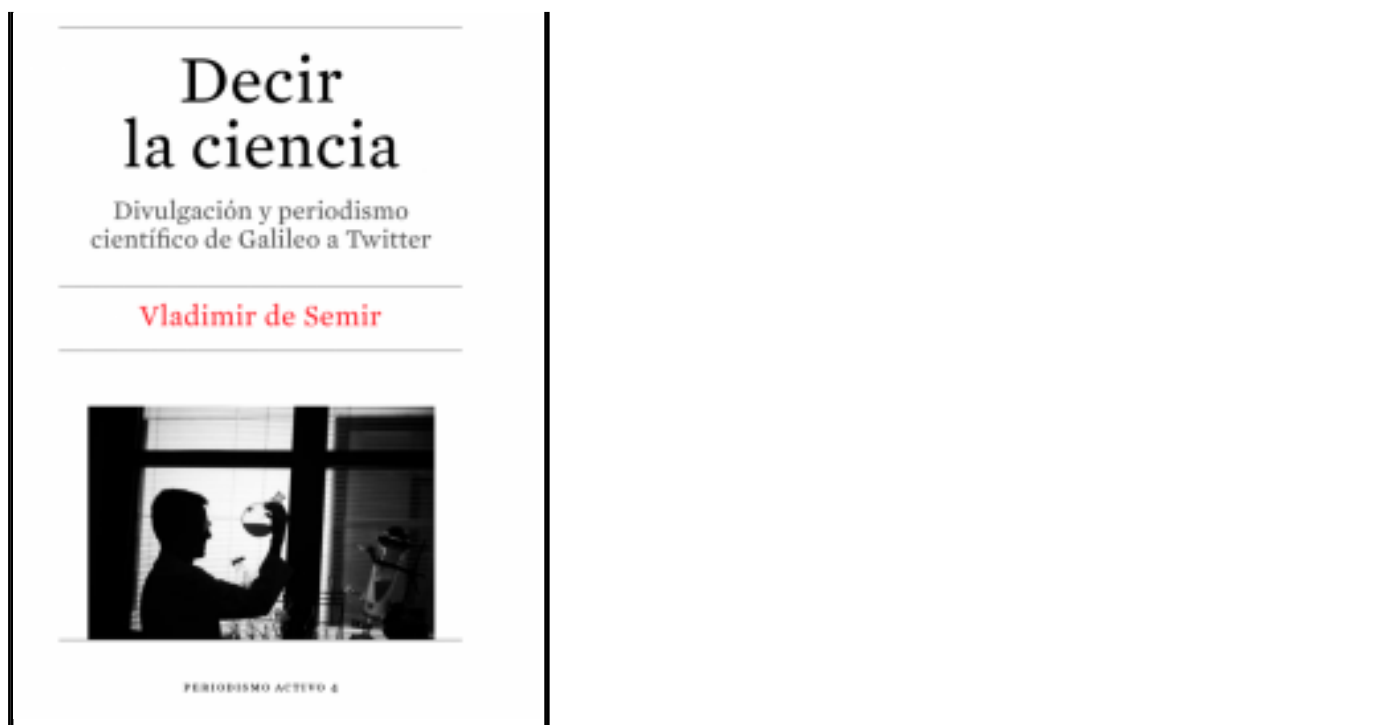 Decir
la ciencia
Divulgación y periodismo
científico de Galileo a Twitter
Vladimir de Semir
PERIODISMO ACTIVO 4